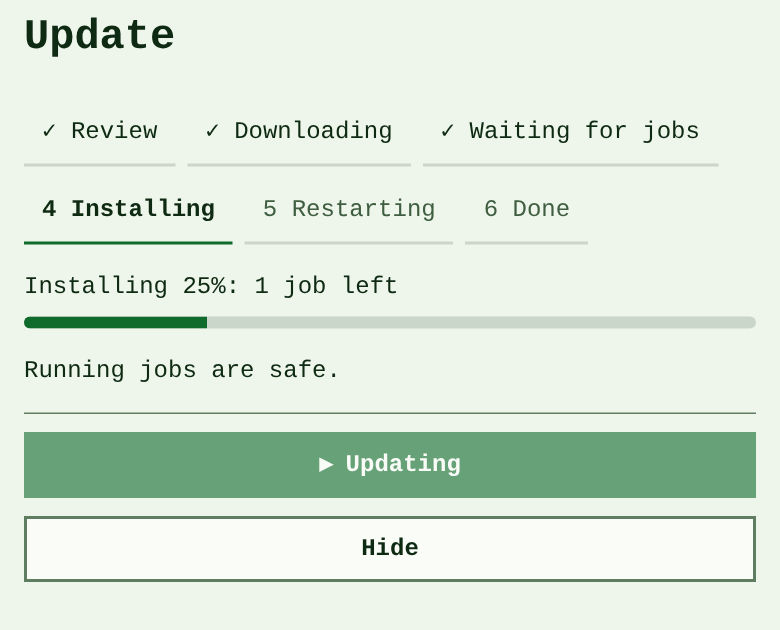 Update
✓ Review ✓ Downloading ✓ Waiting for jobs
4 Installing 5 Restarting 6 Done
Installing 25%: 1 job left
Running jobs are safe.
▶ Updating
Hide